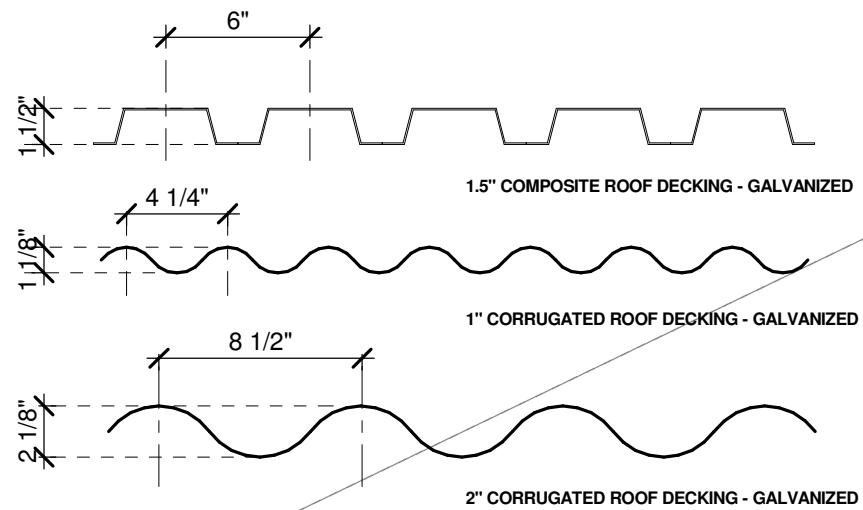 6"
1 1/2"
1.5" COMPOSITE ROOF DECKING - GALVANIZED
4 1/4"
1 1/8"
1" CORRUGATED ROOF DECKING - GALVANIZED
8 1/2"
2 1/8"
2" CORRUGATED ROOF DECKING - GALVANIZED